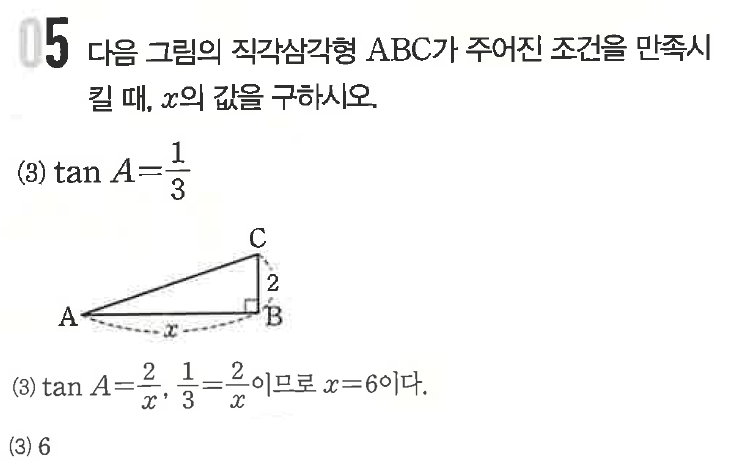 05 다음 그림의 직각삼각형 ABC가 주어진 조건을 만족시
킬 때, x의 값을 구하시오.
(3) tan A=1/3
C
2
A
B
x
(3) tan A=2/x, 1/3=2/x이므로 x=6이다.
(3) 6